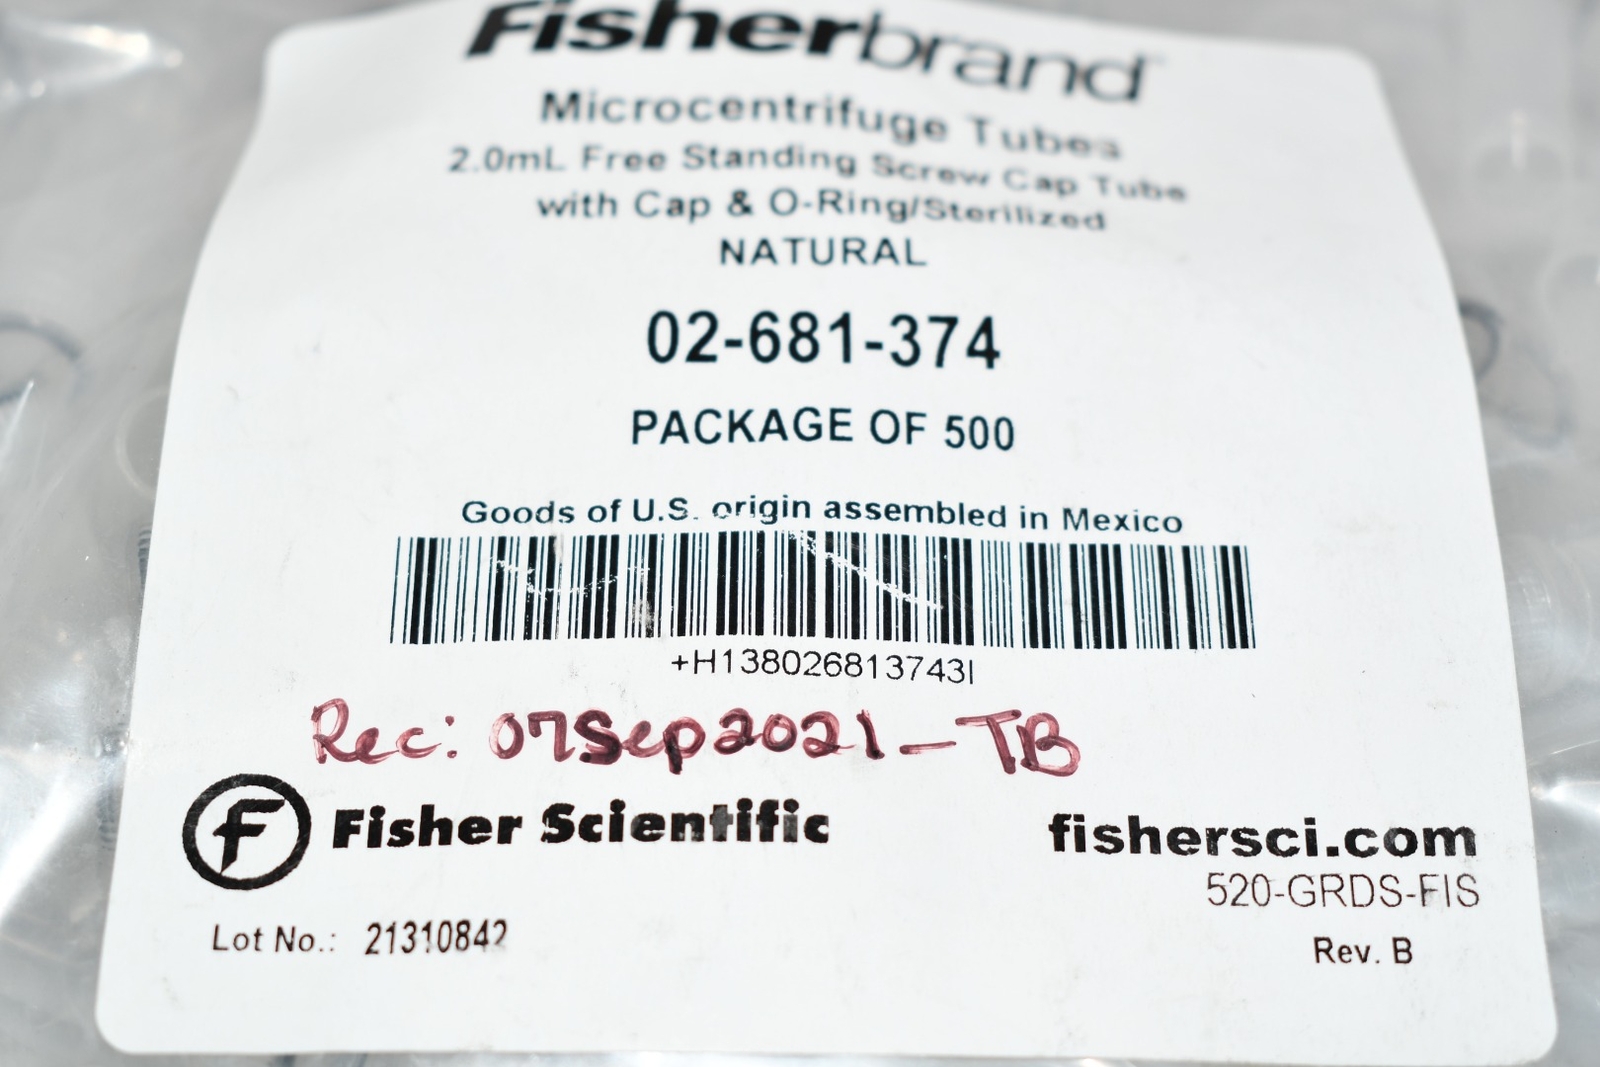 Fisherbrand
Microcentrifuge Tubes
2.0mL Free Standing Screw Cap Tube
with Cap & O-Ring/Sterilized
NATURAL
02-681-374
PACKAGE OF 500
Goods of U.S. origin assembled in Mexico
+H138026813743I
Rec: 07Sep2021-TB
F Fisher Scientific
fishersci.com
520-GRDS-FIS
Lot No.: 21310842
Rev. B